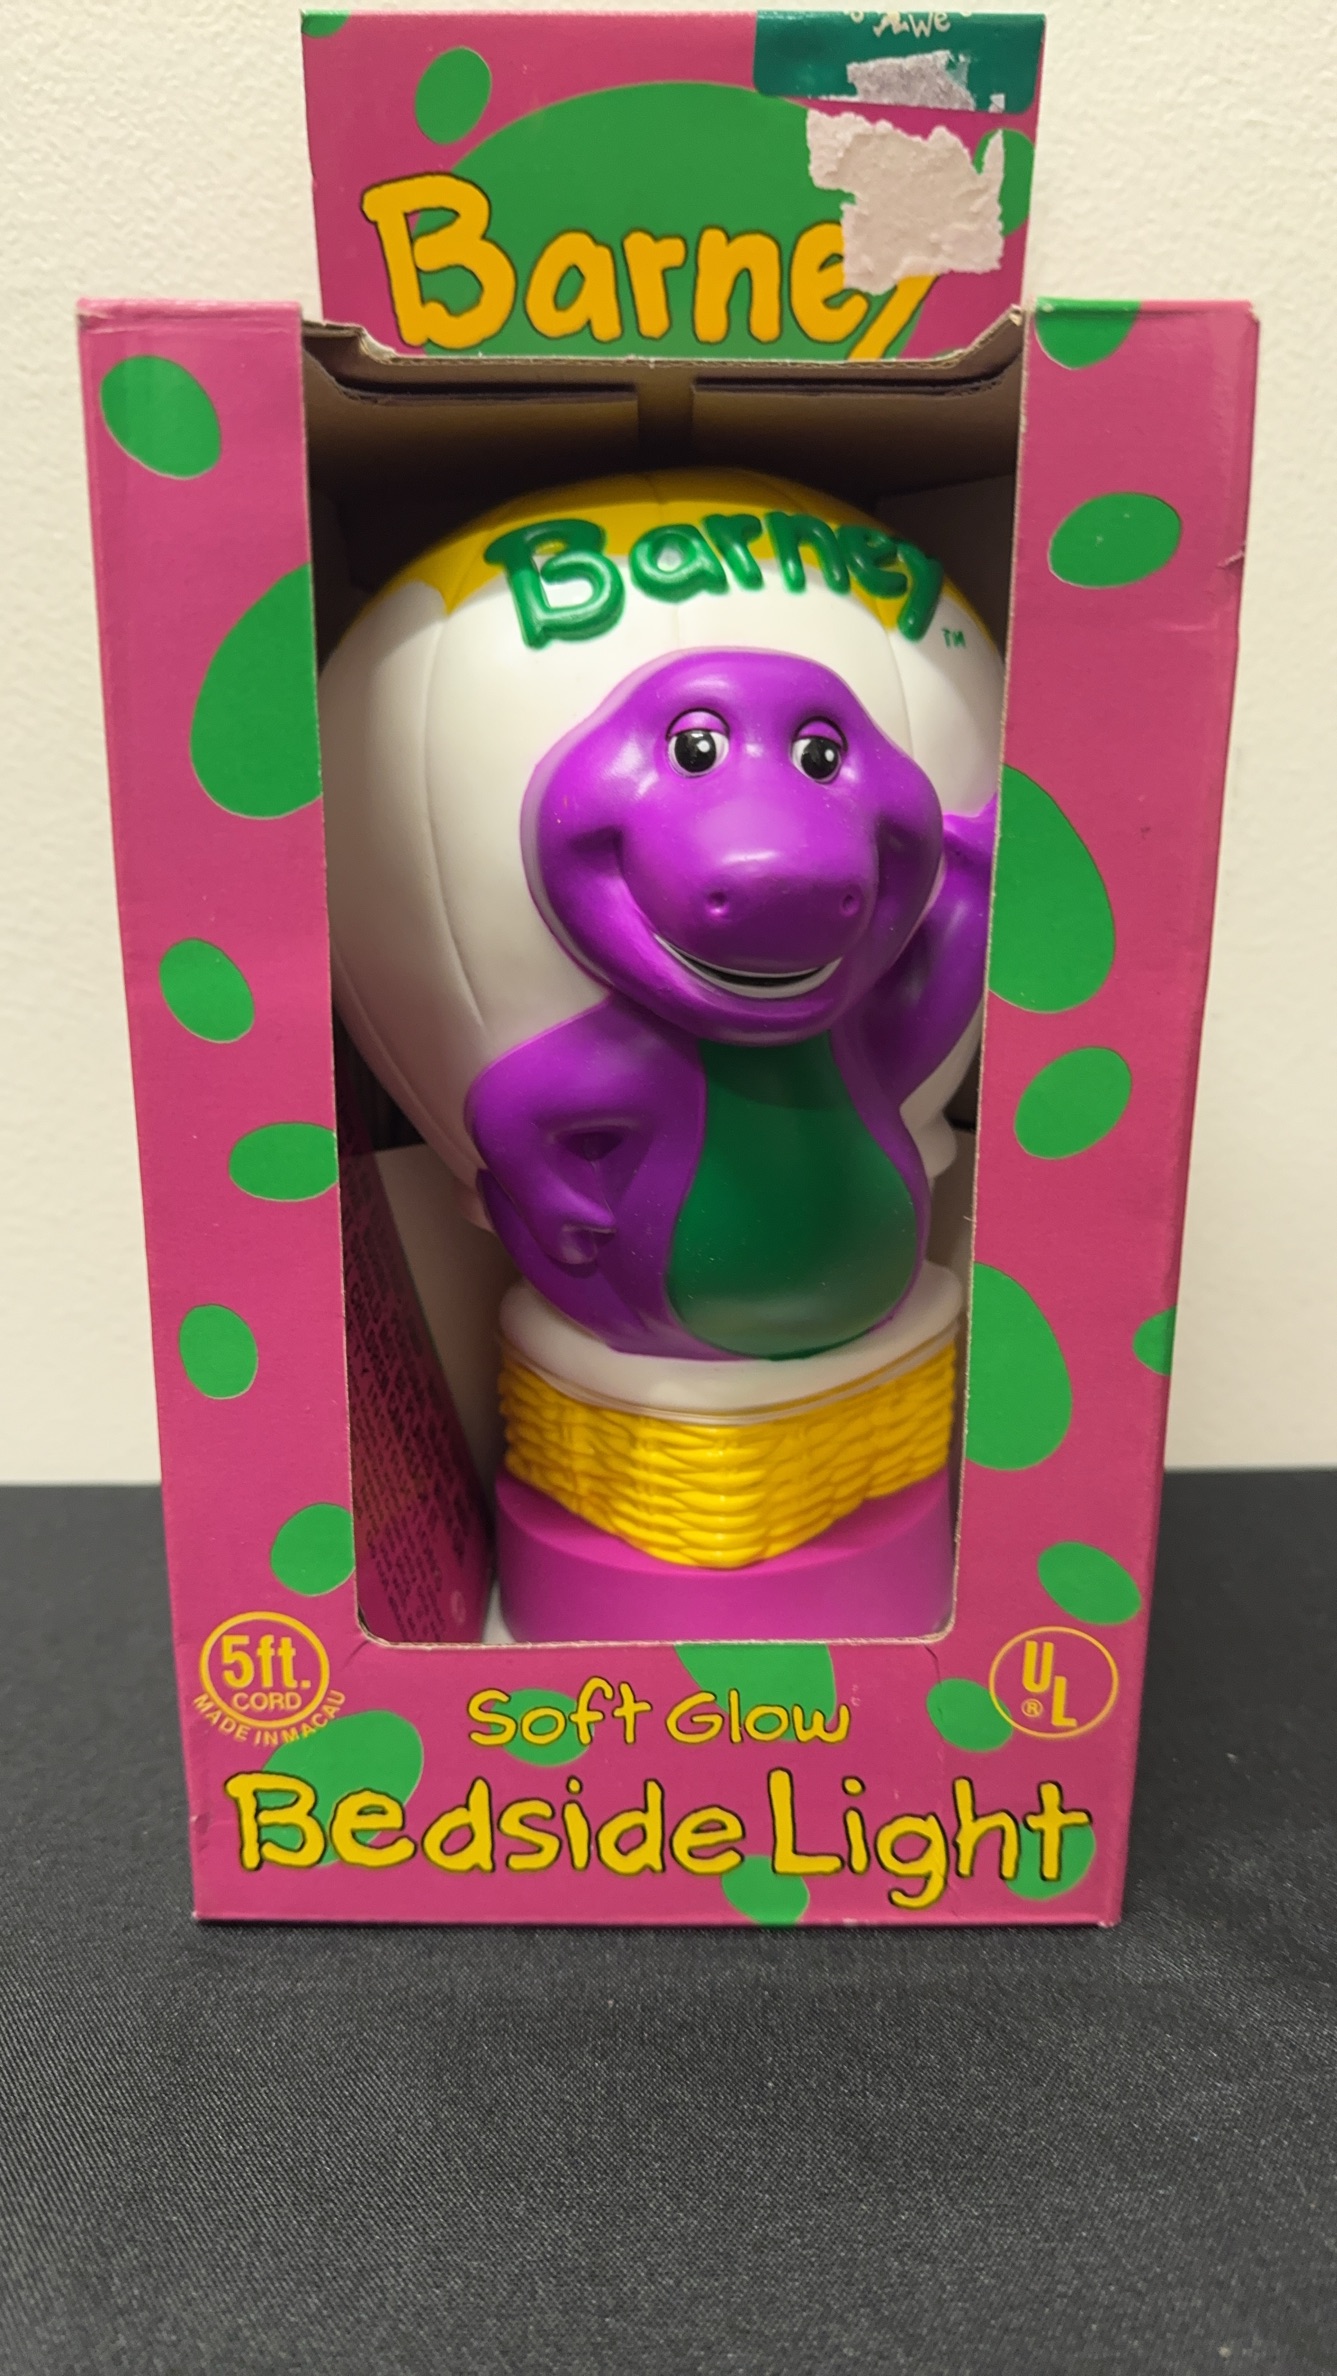 Barney
Barney
TM
5ft.
CORD
MADE IN MACAU
UL
®
Soft Glow
Bedside Light